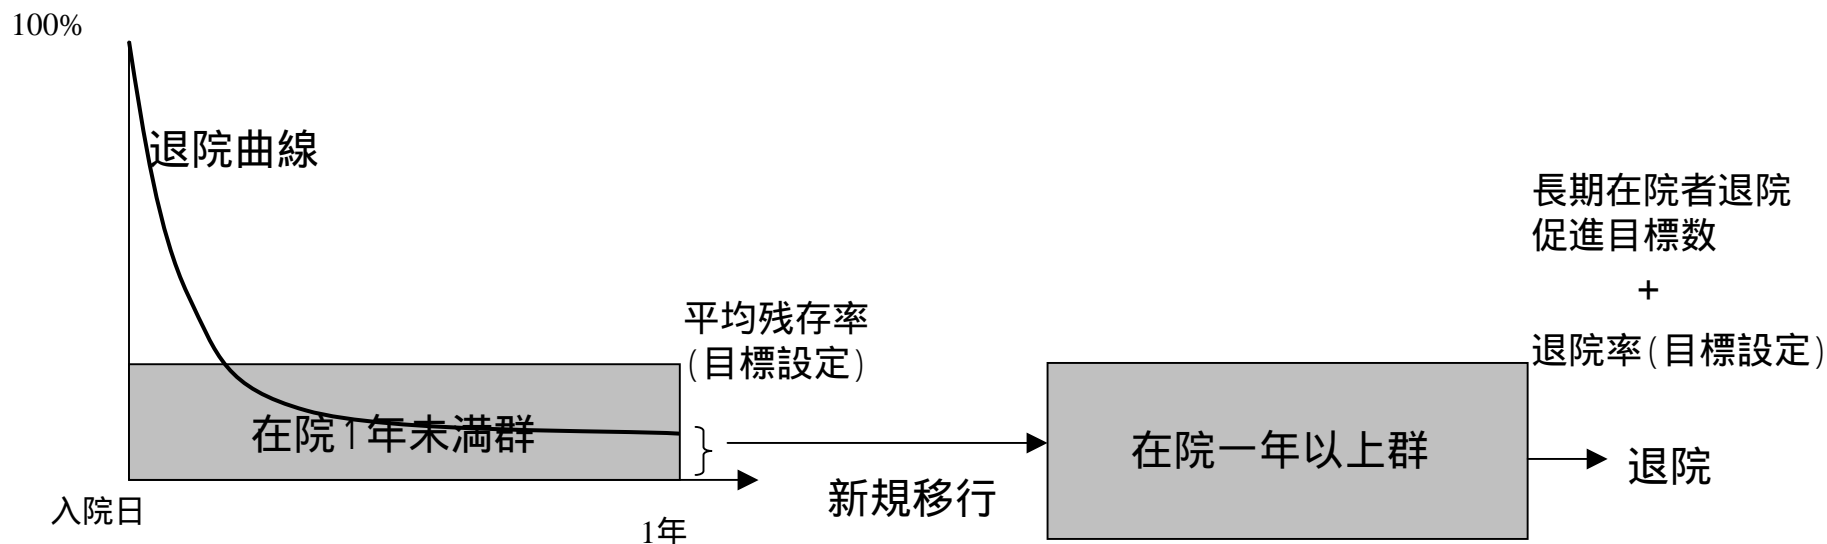 100%
退院曲線
長期在院者退院
促進目標数
+
退院率(目標設定)
平均残存率
(目標設定)
在院1年未満群
在院一年以上群
新規移行
退院
入院日
1年